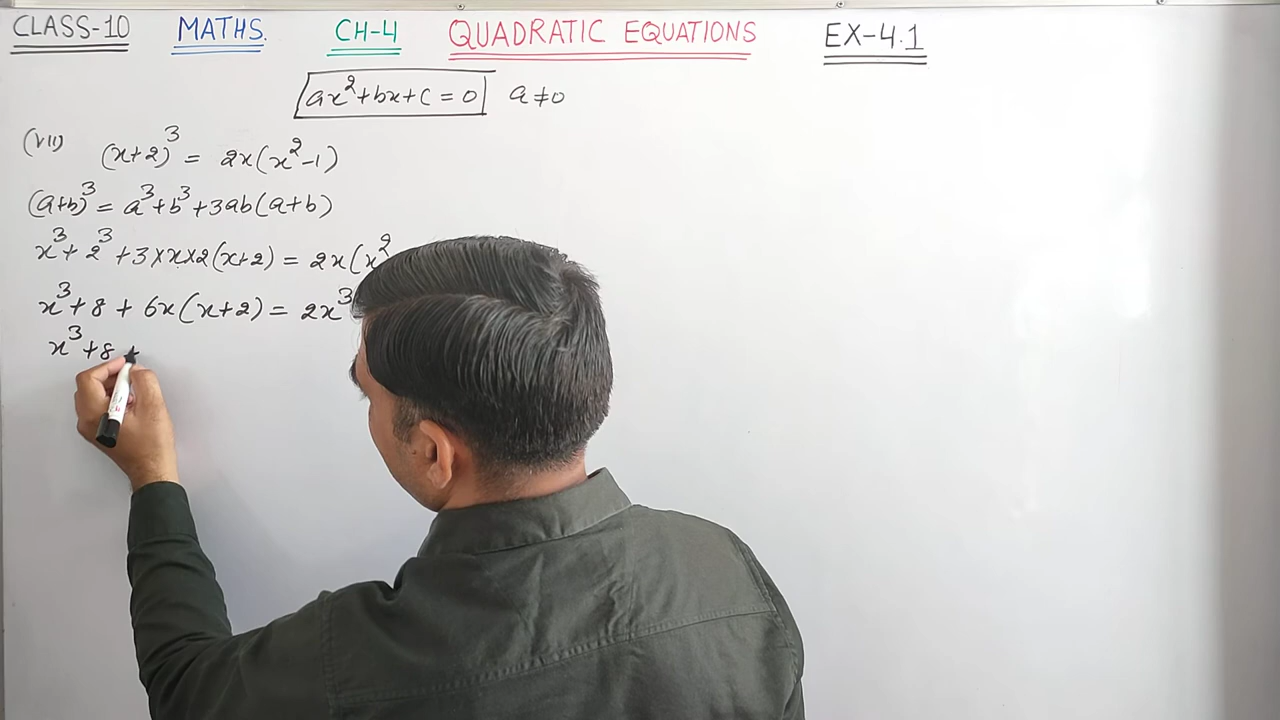 CLASS-10 MATHS. CH-4 QUADRATIC EQUATIONS EX-4.1
ax²+bx+c=0 a≠0
(VII) (x+2)³ = 2x(x²-1)
(a+b)³ = a³+b³+3ab(a+b)
x³+2³+3×x×2(x+2) = 2x(x²
x³+8+6x(x+2) = 2x³
x³+8+